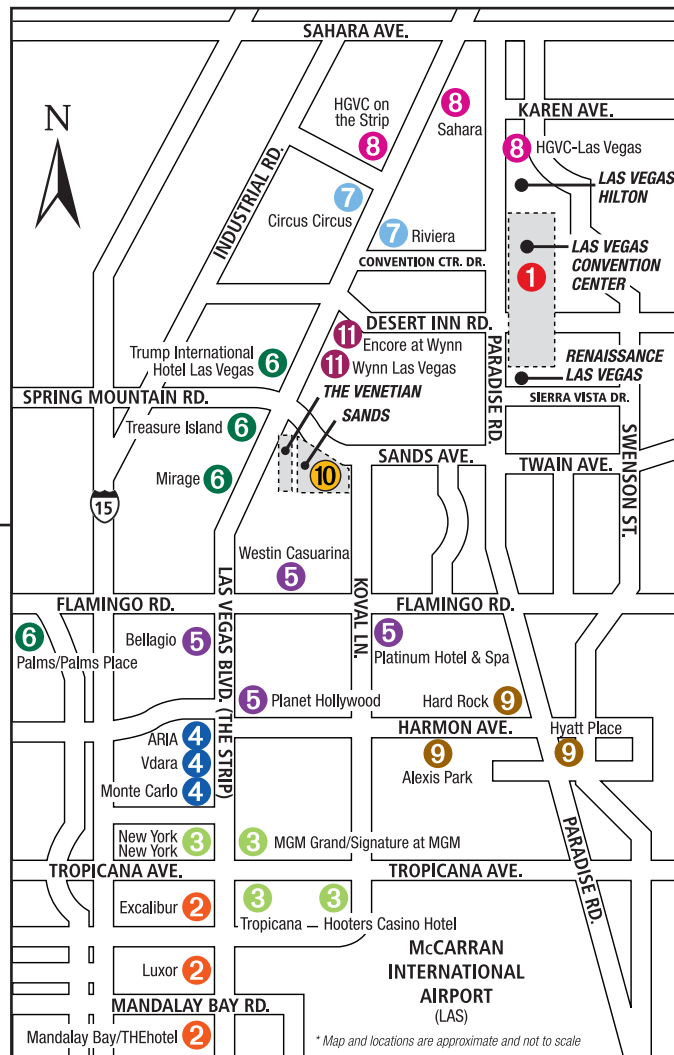 SAHARA AVE.
N
HGVC on
the Strip
8
8
Sahara
KAREN AVE.
8 HGVC-Las Vegas
INDUSTRIAL RD.
LAS VEGAS
HILTON
7
Circus Circus
7 Riviera
CONVENTION CTR. DR.
LAS VEGAS
CONVENTION
CENTER
1
DESERT INN RD.
11
Encore at Wynn
11 Wynn Las Vegas
Trump International
Hotel Las Vegas
6
PARADISE RD.
RENAISSANCE
LAS VEGAS
SPRING MOUNTAIN RD.
THE VENETIAN
SANDS
SIERRA VISTA DR.
Treasure Island 6
SANDS AVE.
TWAIN AVE.
SWENSON ST.
Mirage 6
10
15
Westin Casuarina
5
LAS VEGAS BLVD. (THE STRIP)
KOVAL LN.
FLAMINGO RD.
FLAMINGO RD.
6
Palms/Palms Place
Bellagio 5
5
Platinum Hotel & Spa
5 Planet Hollywood
Hard Rock 9
HARMON AVE.
Hyatt Place
9
ARIA 4
Vdara 4
Monte Carlo 4
9
Alexis Park
New York
New York
3
3 MGM Grand/Signature at MGM
PARADISE RD.
TROPICANA AVE.
TROPICANA AVE.
Excalibur 2
3
3
Tropicana
Hooters Casino Hotel
Luxor 2
McCARRAN
INTERNATIONAL
AIRPORT
(LAS)
MANDALAY BAY RD.
Mandalay Bay/THEhotel 2
* Map and locations are approximate and not to scale